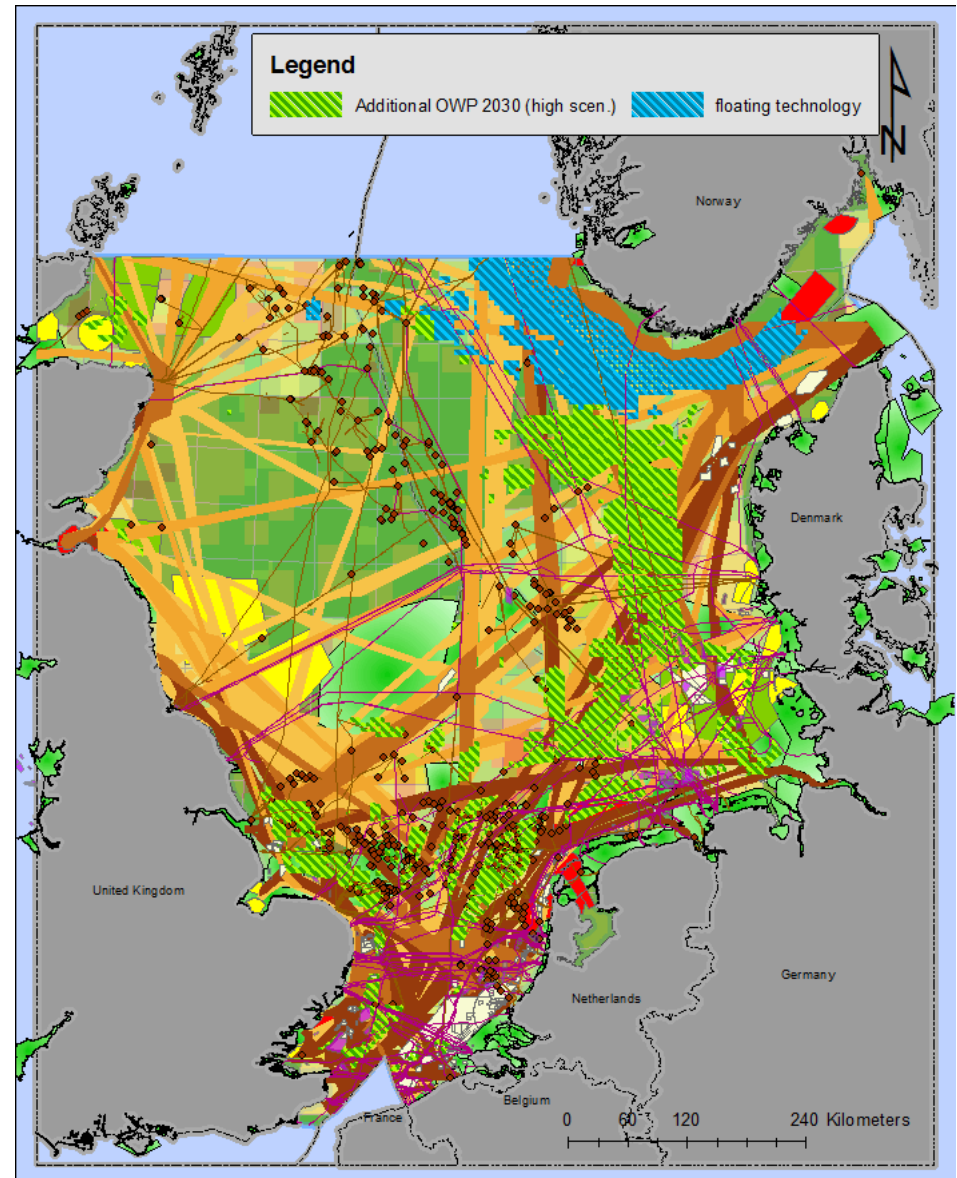 Legend
Additional OWP 2030 (high scen.)
floating technology
N
Norway
Denmark
United Kingdom
Germany
Netherlands
Belgium
France
0 60 120 240 Kilometers